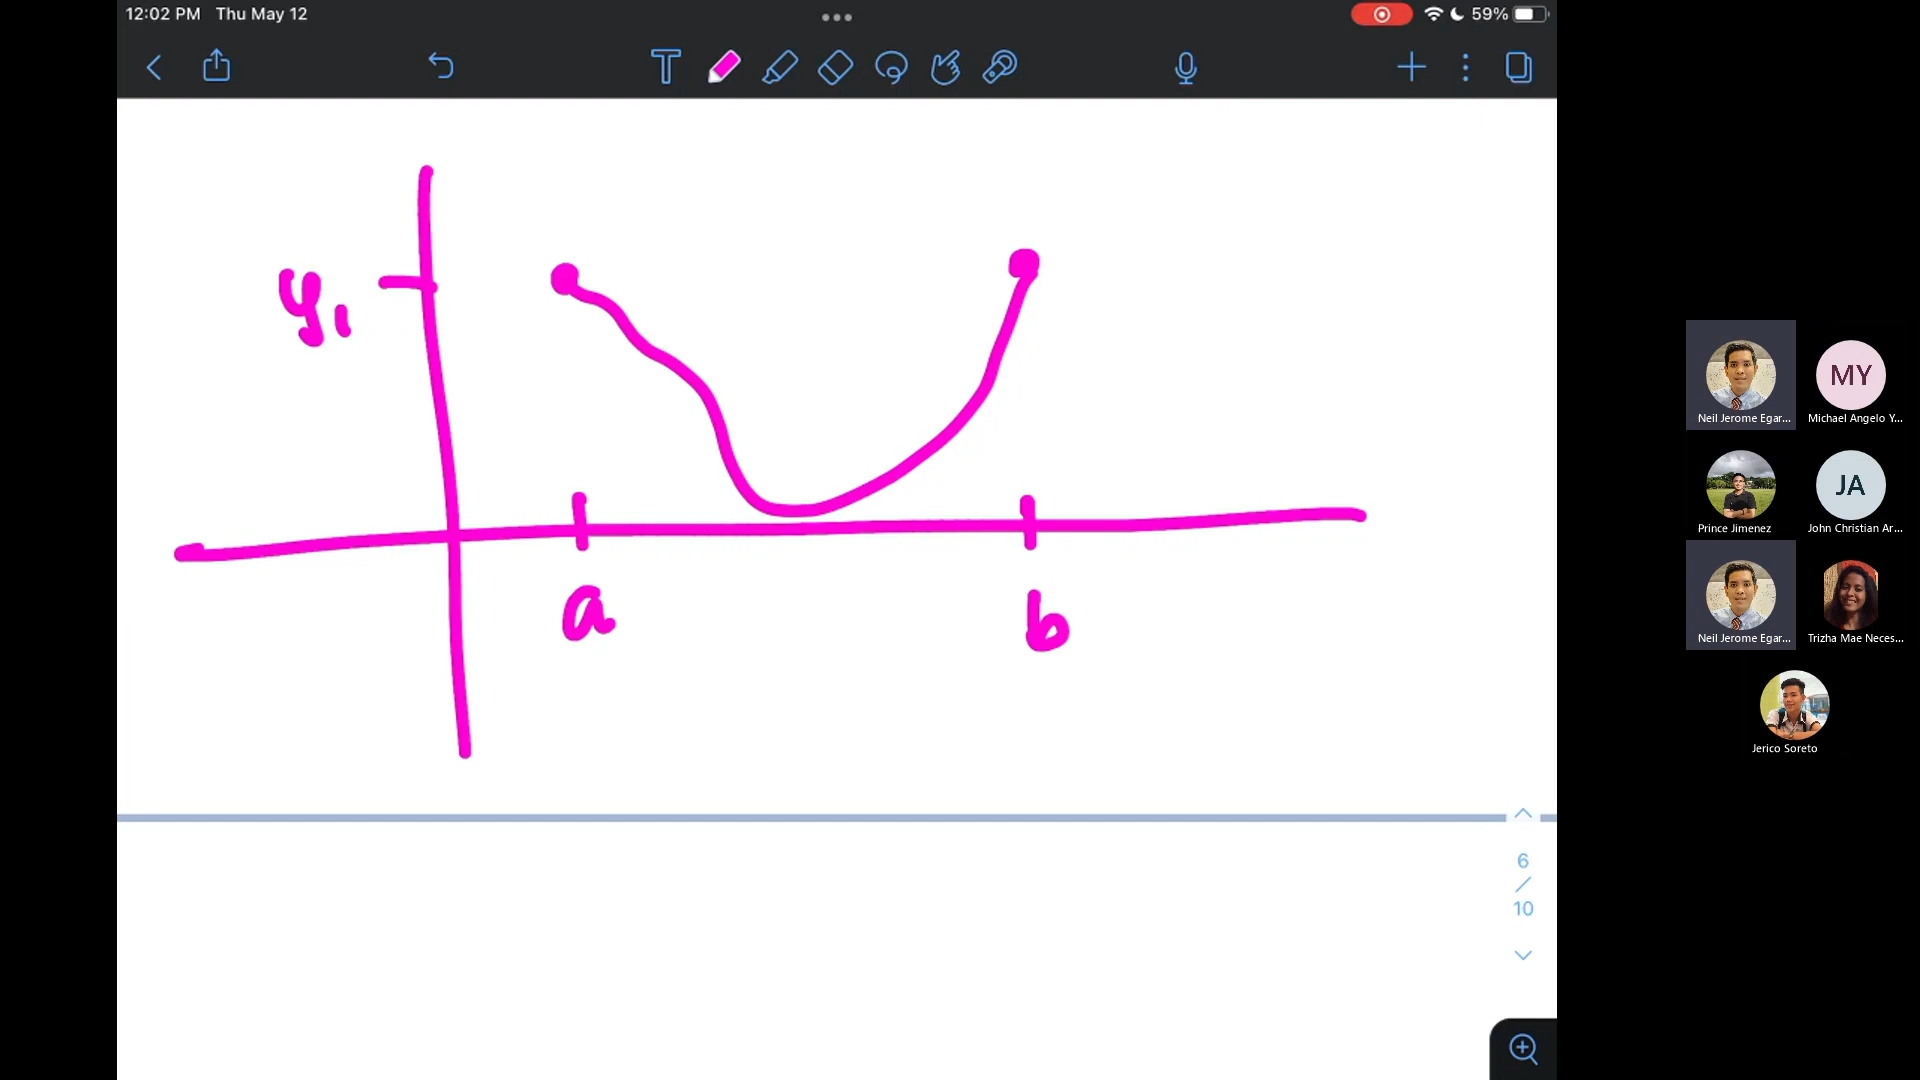 12:02 PM Thu May 12
59%
T
y₁
a
b
6
/
10
Neil Jerome Egar...
MY
Michael Angelo Y...
Prince Jimenez
JA
John Christian Ar...
Neil Jerome Egar...
Trizha Mae Neces...
Jerico Soreto